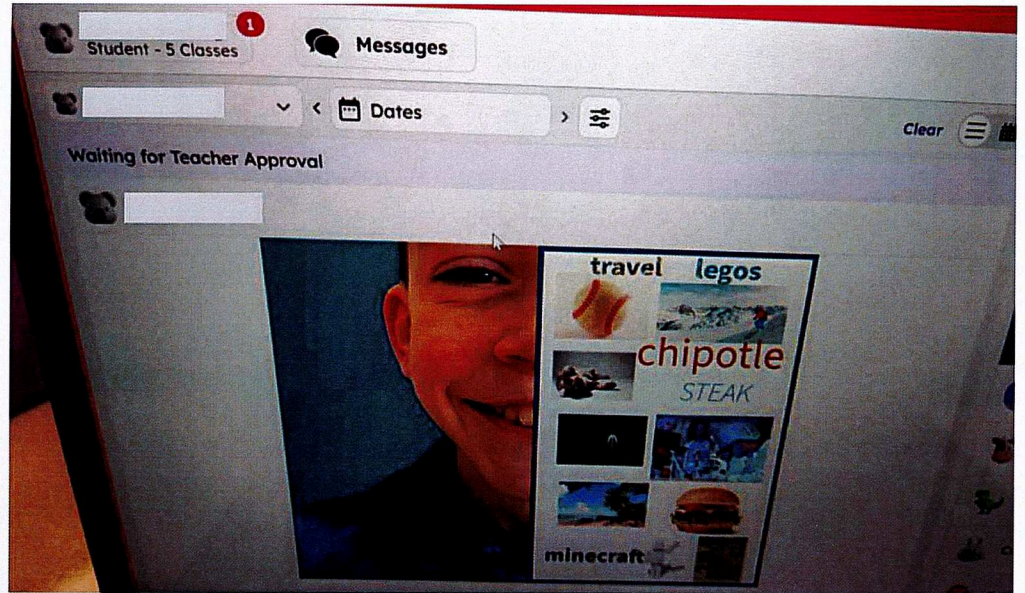 1
Student - 5 Classes
Messages
Dates
Clear
Waiting for Teacher Approval
travel legos
chipotle
STEAK
minecraft